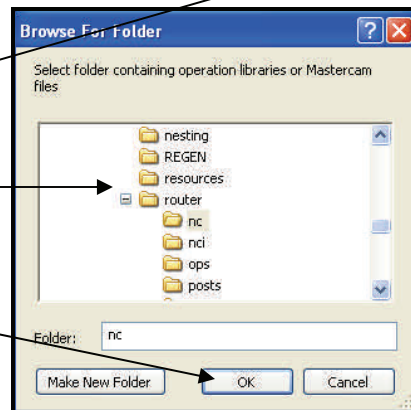 Browse For Folder
Select folder containing operation libraries or Mastercam
files
nesting
REGEN
resources
router
nc
nci
ops
posts
Folder: nc
Make New Folder
OK
Cancel